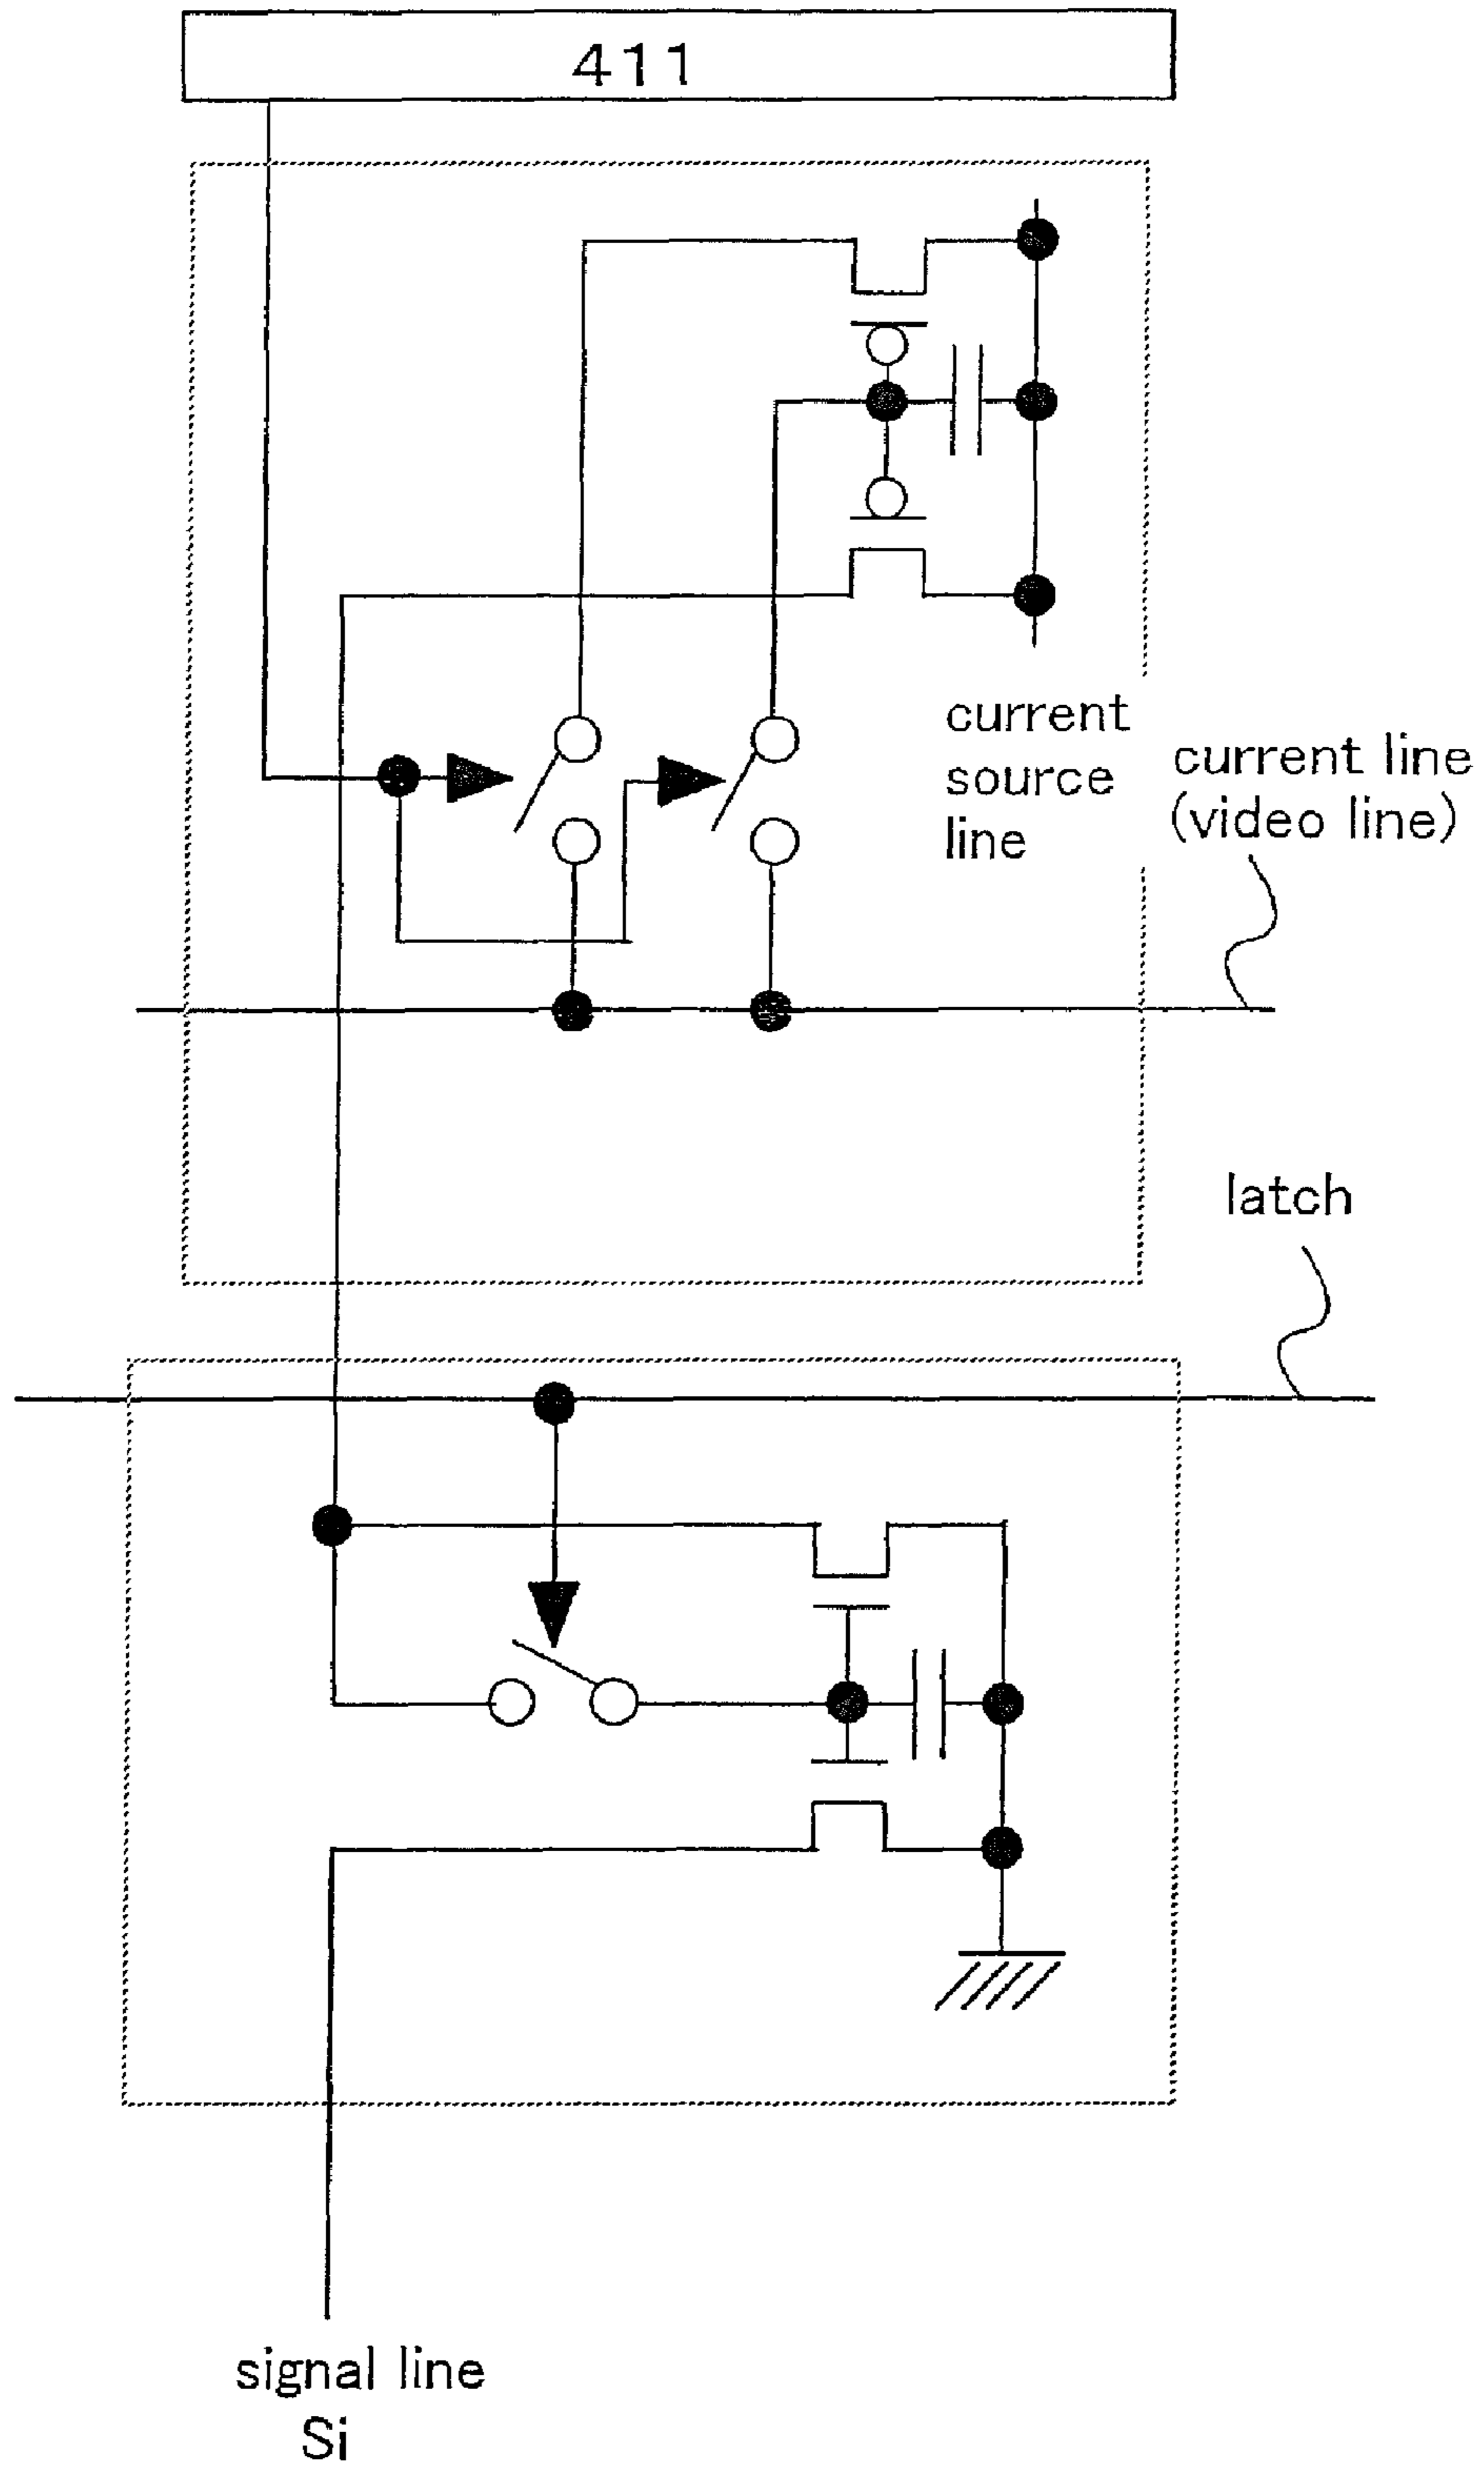 411
current
source
line
current line
(video line)
latch
signal line
Si